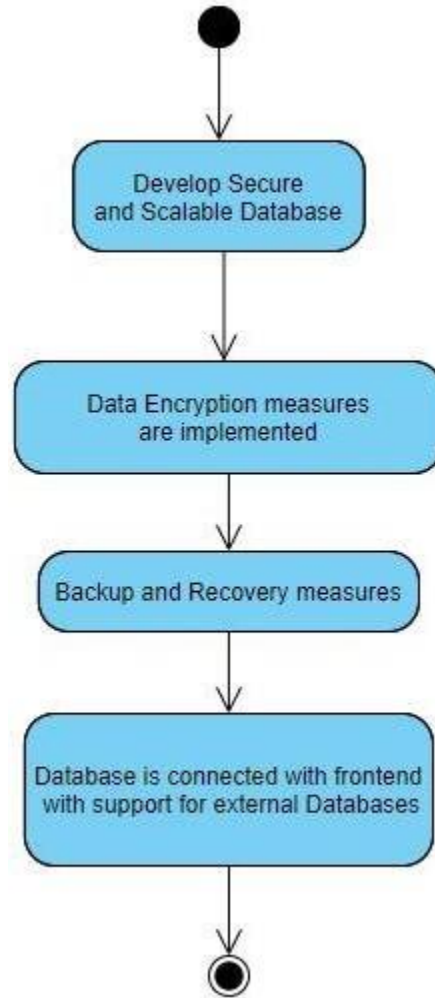 Develop Secure
and Scalable Database
Data Encryption measures
are implemented
Backup and Recovery measures
Database is connected with frontend
with support for external Databases